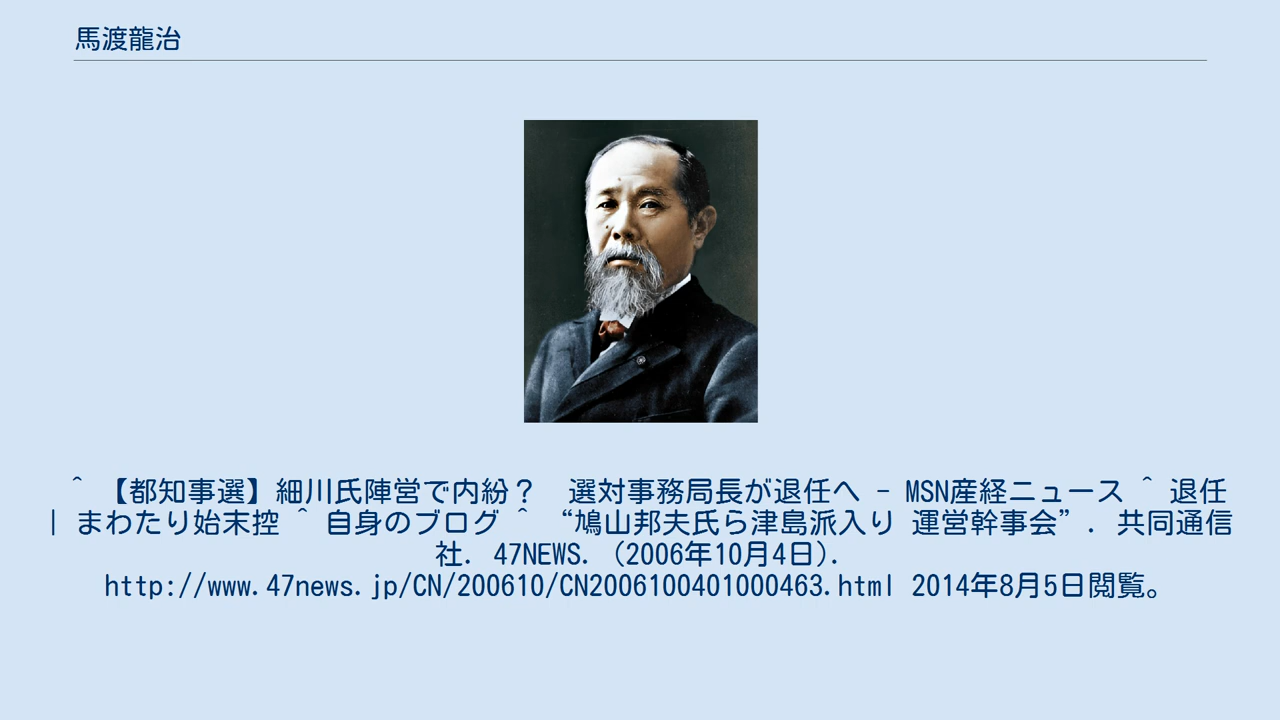 馬渡龍治
^ 【都知事選】細川氏陣営で内紛？　選対事務局長が退任へ - MSN産経ニュース ^ 退任
| まわたり始末控 ^ 自身のブログ ^ “鳩山邦夫氏ら津島派入り 運営幹事会”. 共同通信
社. 47NEWS. (2006年10月4日).
http://www.47news.jp/CN/200610/CN2006100401000463.html 2014年8月5日閲覧。